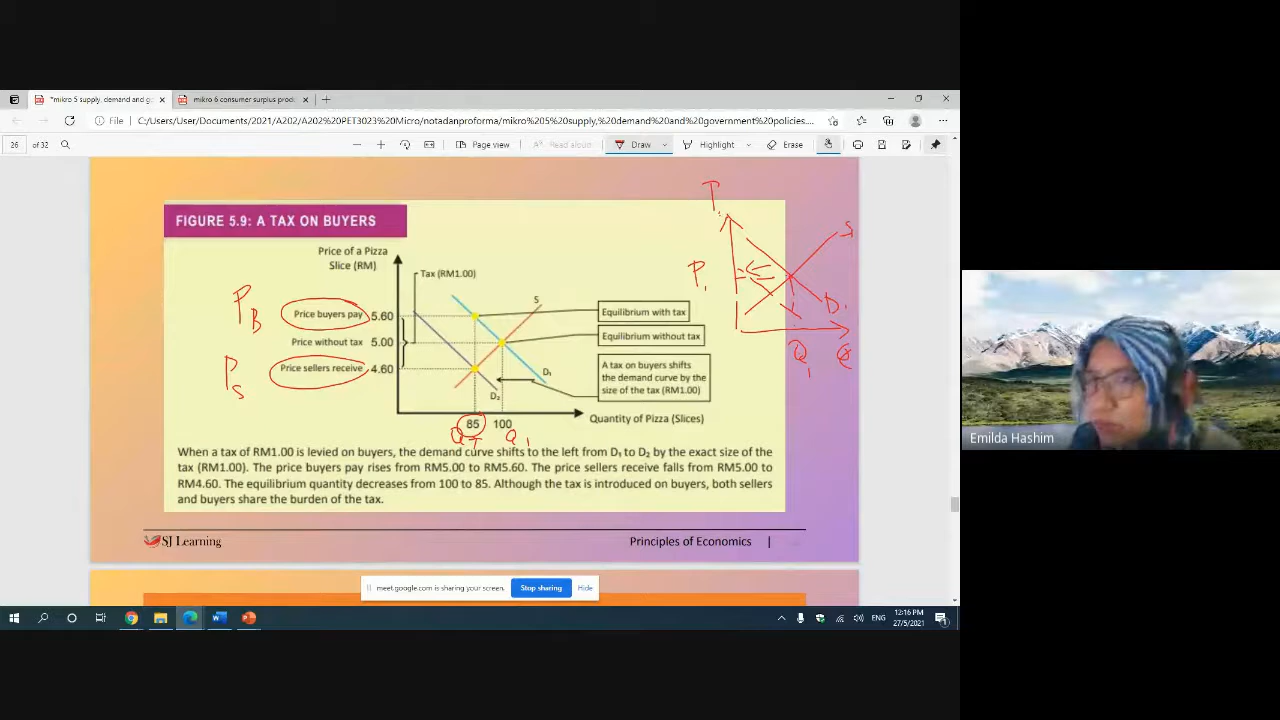 *mikro 5 supply, demand and g
mikro 6 consumer surplus prod
File
C:/Users/User/Documents/2021/A202/A202%20PET3023%20Micro/notadanproforma/mikro%205%20supply,%20demand%20and%20government%20policies....
26 of 32
Page view
Read aloud
Draw
Highlight
Erase
FIGURE 5.9: A TAX ON BUYERS
Price of a Pizza
Slice (RM)
Tax (RM1.00)
S
Price buyers pay 5.60
Equilibrium with tax
Price without tax 5.00
Equilibrium without tax
Price sellers receive 4.60
A tax on buyers shifts
the demand curve by the
size of the tax (RM1.00)
D₁
D₂
85 100
Quantity of Pizza (Slices)
PB
PS
QT
Q1
P1
S
D1
Q1
Q
When a tax of RM1.00 is levied on buyers, the demand curve shifts to the left from D₁ to D₂ by the exact size of the
tax (RM1.00). The price buyers pay rises from RM5.00 to RM5.60. The price sellers receive falls from RM5.00 to
RM4.60. The equilibrium quantity decreases from 100 to 85. Although the tax is introduced on buyers, both sellers
and buyers share the burden of the tax.
SJ Learning
Principles of Economics |
meet.google.com is sharing your screen.
Stop sharing
Hide
ENG
12:16 PM
27/5/2021
Emilda Hashim